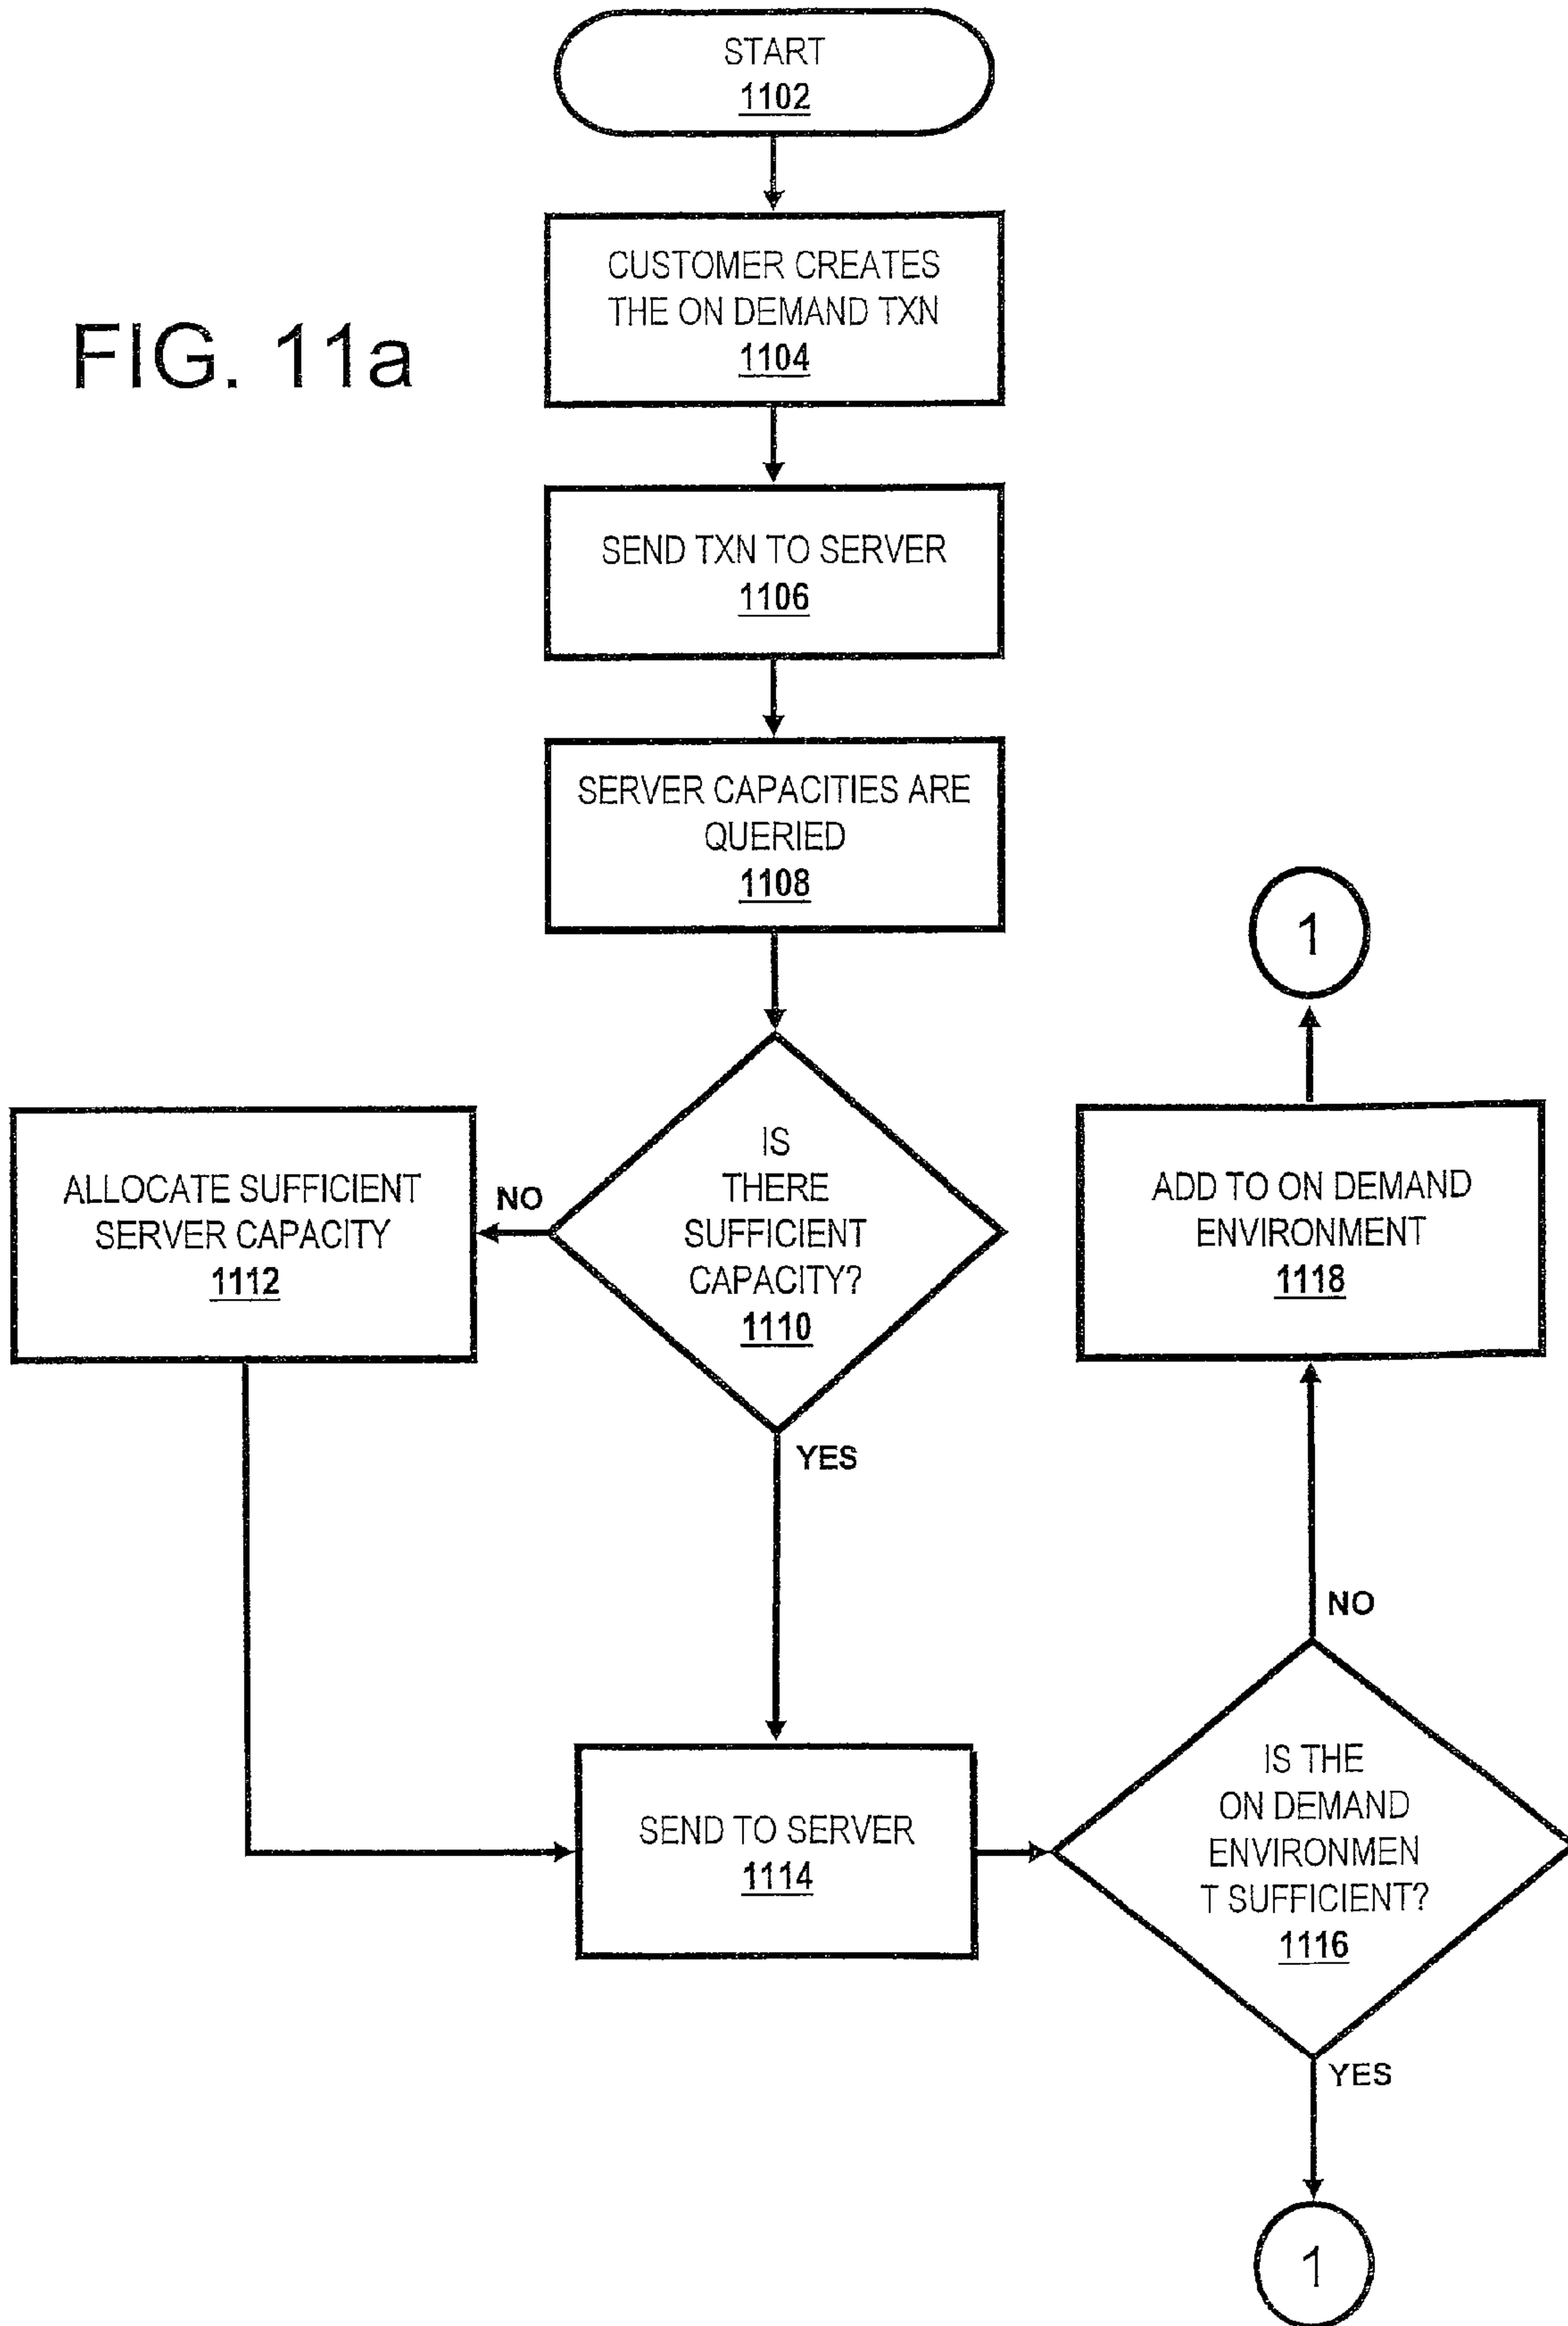 START
1102
FIG. 11a
CUSTOMER CREATES
THE ON DEMAND TXN
1104
SEND TXN TO SERVER
1106
SERVER CAPACITIES ARE
QUERIED
1108
IS
THERE
SUFFICIENT
CAPACITY?
1110
NO
ALLOCATE SUFFICIENT
SERVER CAPACITY
1112
YES
SEND TO SERVER
1114
IS THE
ON DEMAND
ENVIRONMEN
T SUFFICIENT?
1116
NO
ADD TO ON DEMAND
ENVIRONMENT
1118
1
YES
1